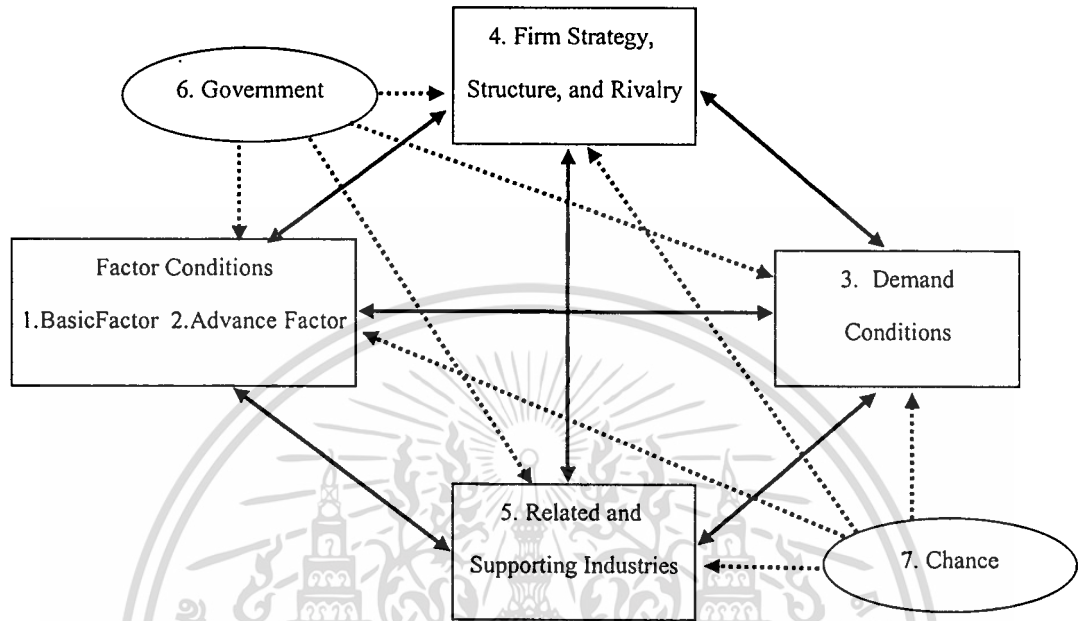 4. Firm Strategy,
Structure, and Rivalry
6. Government
Factor Conditions
1.BasicFactor 2.Advance Factor
3. Demand
Conditions
5. Related and
Supporting Industries
7. Chance